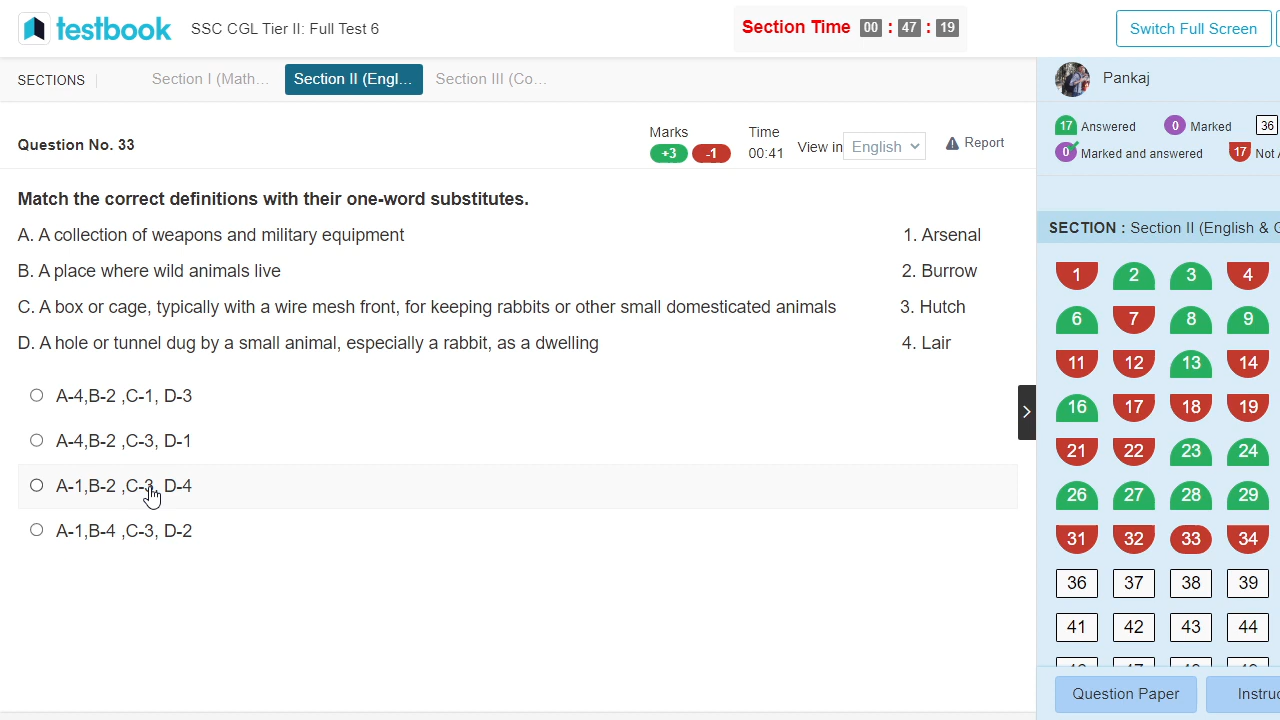 testbook SSC CGL Tier II: Full Test 6 Section Time 00 : 47 : 19 Switch Full Screen
SECTIONS Section I (Math... Section II (Engl... Section III (Co... Pankaj
Question No. 33 Marks +3 -1 Time 00:41 View in English Report
17 Answered 0 Marked 36
0 Marked and answered 17 Not
Match the correct definitions with their one-word substitutes.
A. A collection of weapons and military equipment 1. Arsenal
B. A place where wild animals live 2. Burrow
C. A box or cage, typically with a wire mesh front, for keeping rabbits or other small domesticated animals 3. Hutch
D. A hole or tunnel dug by a small animal, especially a rabbit, as a dwelling 4. Lair
A-4,B-2 ,C-1, D-3
A-4,B-2 ,C-3, D-1
A-1,B-2 ,C-3, D-4
A-1,B-4 ,C-3, D-2
SECTION : Section II (English &
1 2 3 4
6 7 8 9
11 12 13 14
16 17 18 19
21 22 23 24
26 27 28 29
31 32 33 34
36 37 38 39
41 42 43 44
Question Paper Instruc